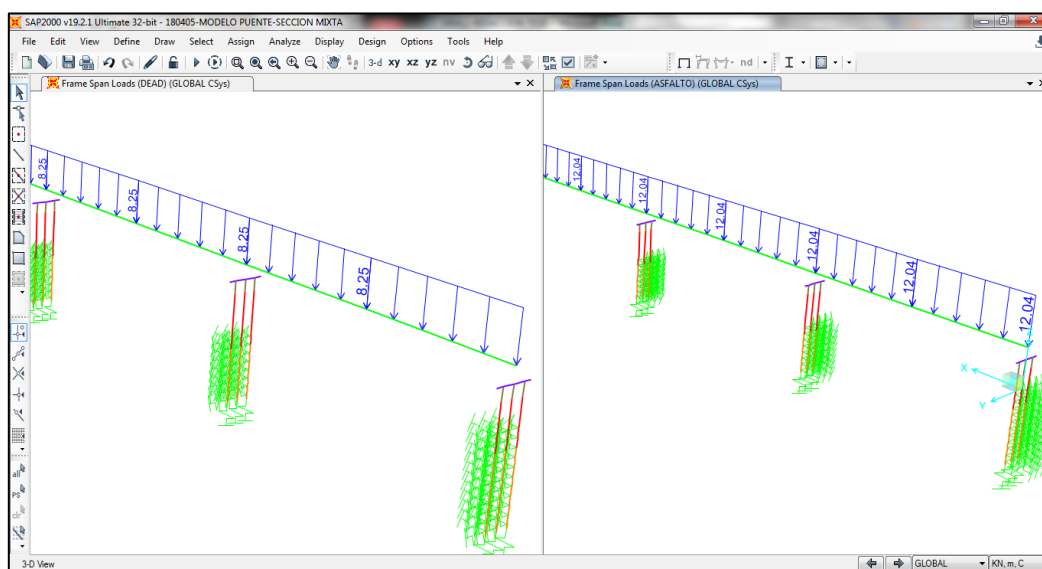 SAP2000 v19.2.1 Ultimate 32-bit - 180405-MODELO PUENTE-SECCION MIXTA
File Edit View Define Draw Select Assign Analyze Display Design Options Tools Help
3-d xy xz yz nv nd
Frame Span Loads (DEAD) (GLOBAL CSys)
Frame Span Loads (ASFALTO) (GLOBAL CSys)
8.25
8.25
8.25
8.25
12.04
12.04
12.04
12.04
12.04
12.04
X
Y
all
PS
clr
3-D View
GLOBAL
KN, m, C